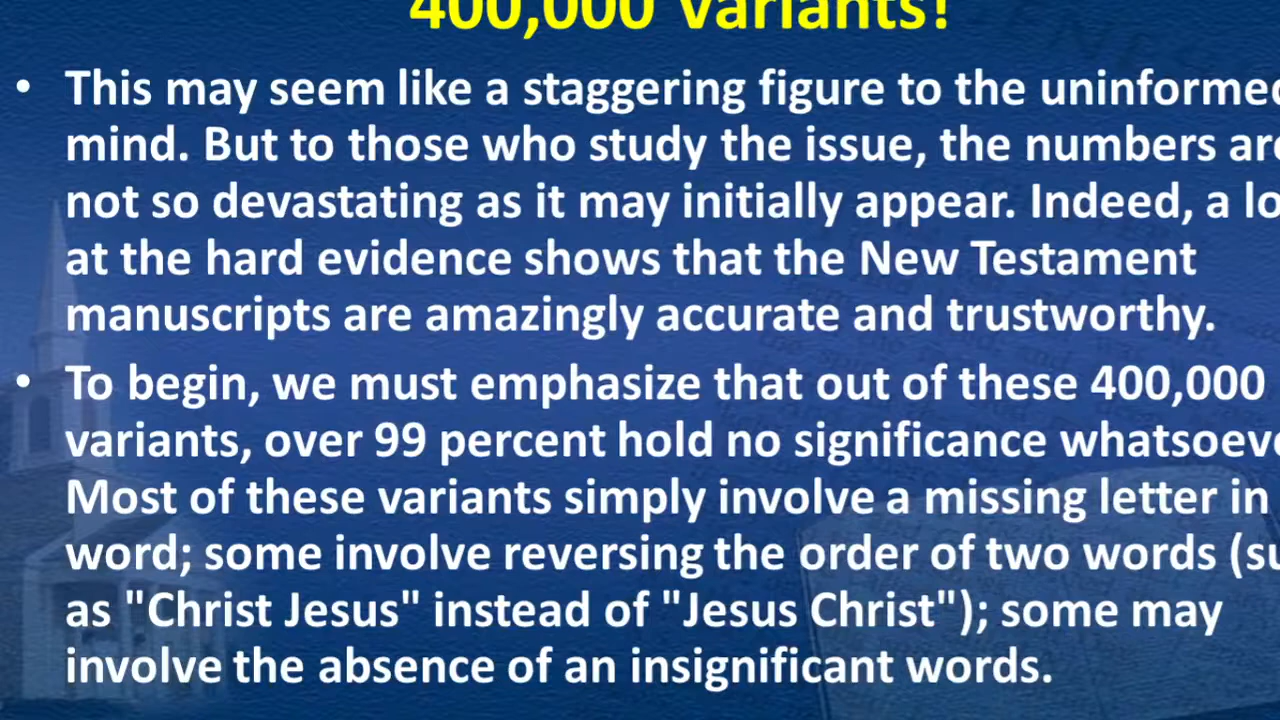 400,000 Variants!
• This may seem like a staggering figure to the uninformed
mind. But to those who study the issue, the numbers are
not so devastating as it may initially appear. Indeed, a lo
at the hard evidence shows that the New Testament
manuscripts are amazingly accurate and trustworthy.
• To begin, we must emphasize that out of these 400,000
variants, over 99 percent hold no significance whatsoeve
Most of these variants simply involve a missing letter in
word; some involve reversing the order of two words (su
as "Christ Jesus" instead of "Jesus Christ"); some may
involve the absence of an insignificant words.